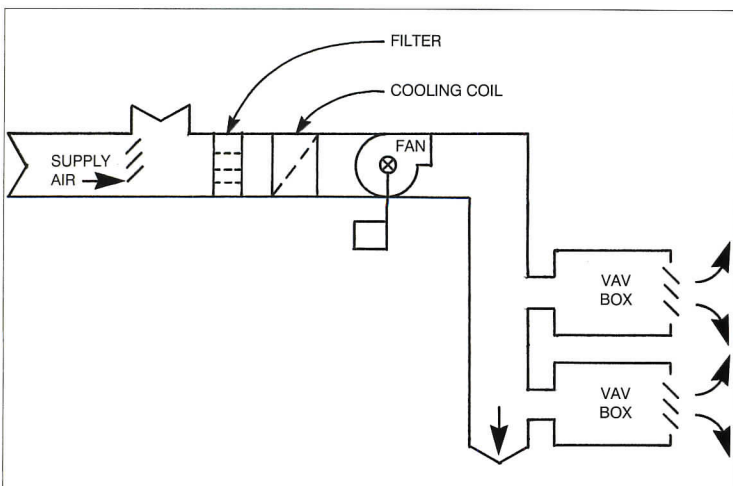 FILTER
COOLING COIL
FAN
SUPPLY
AIR
VAV
BOX
VAV
BOX